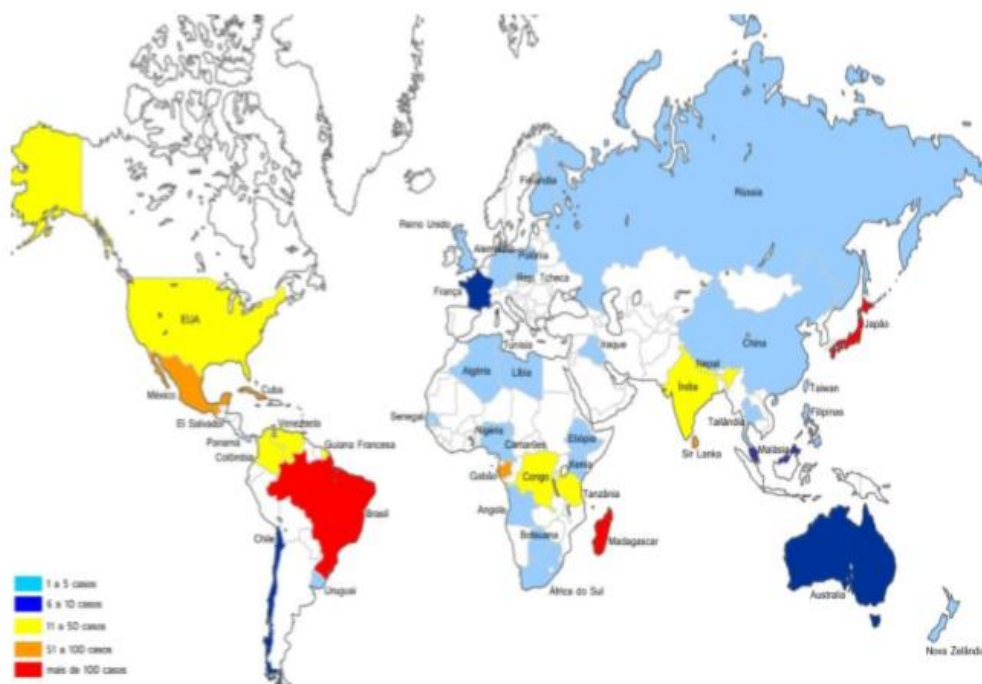 Finlândia
Rússia
Reino Unido
Alemanha
Polônia
Rep. Tcheca
França
EUA
Tunísia
Iraque
China
Japão
Argélia
Líbia
Nepal
Índia
México
Cuba
Taiwan
El Salvador
Venezuela
Senegal
Tailândia
Filipinas
Panamá
Guiana Francesa
Nigéria
Etiópia
Colômbia
Camarões
Sir Lanka
Malásia
Quênia
Gabão
Congo
Tanzânia
Brasil
Angola
Chile
Botsuana
Madagascar
Uruguai
África do Sul
Australia
Nova Zelândia
1 a 5 casos
6 a 10 casos
11 a 50 casos
51 a 100 casos
mais de 100 casos